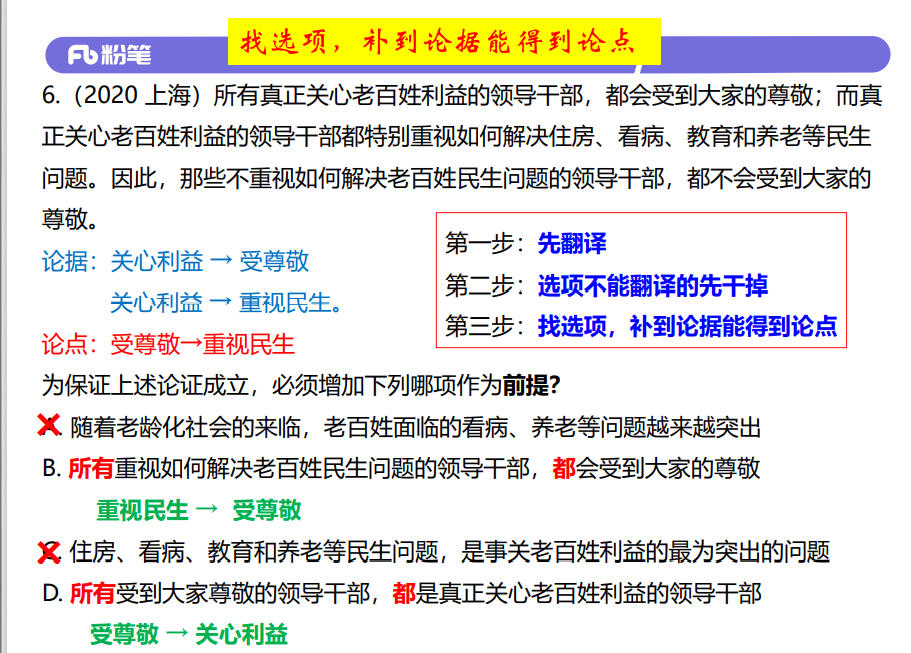 找选项，补到论据能得到论点
粉笔
6.（2020 上海）所有真正关心老百姓利益的领导干部，都会受到大家的尊敬；而真
正关心老百姓利益的领导干部都特别重视如何解决住房、看病、教育和养老等民生
问题。因此，那些不重视如何解决老百姓民生问题的领导干部，都不会受到大家的
尊敬。
第一步：先翻译
论据：关心利益 → 受尊敬
第二步：选项不能翻译的先干掉
关心利益 → 重视民生。
第三步：找选项，补到论据能得到论点
论点：受尊敬→重视民生
为保证上述论证成立，必须增加下列哪项作为前提？
A. 随着老龄化社会的来临，老百姓面临的看病、养老等问题越来越突出
B. 所有重视如何解决老百姓民生问题的领导干部，都会受到大家的尊敬
重视民生 → 受尊敬
C. 住房、看病、教育和养老等民生问题，是事关老百姓利益的最为突出的问题
D. 所有受到大家尊敬的领导干部，都是真正关心老百姓利益的领导干部
受尊敬 → 关心利益